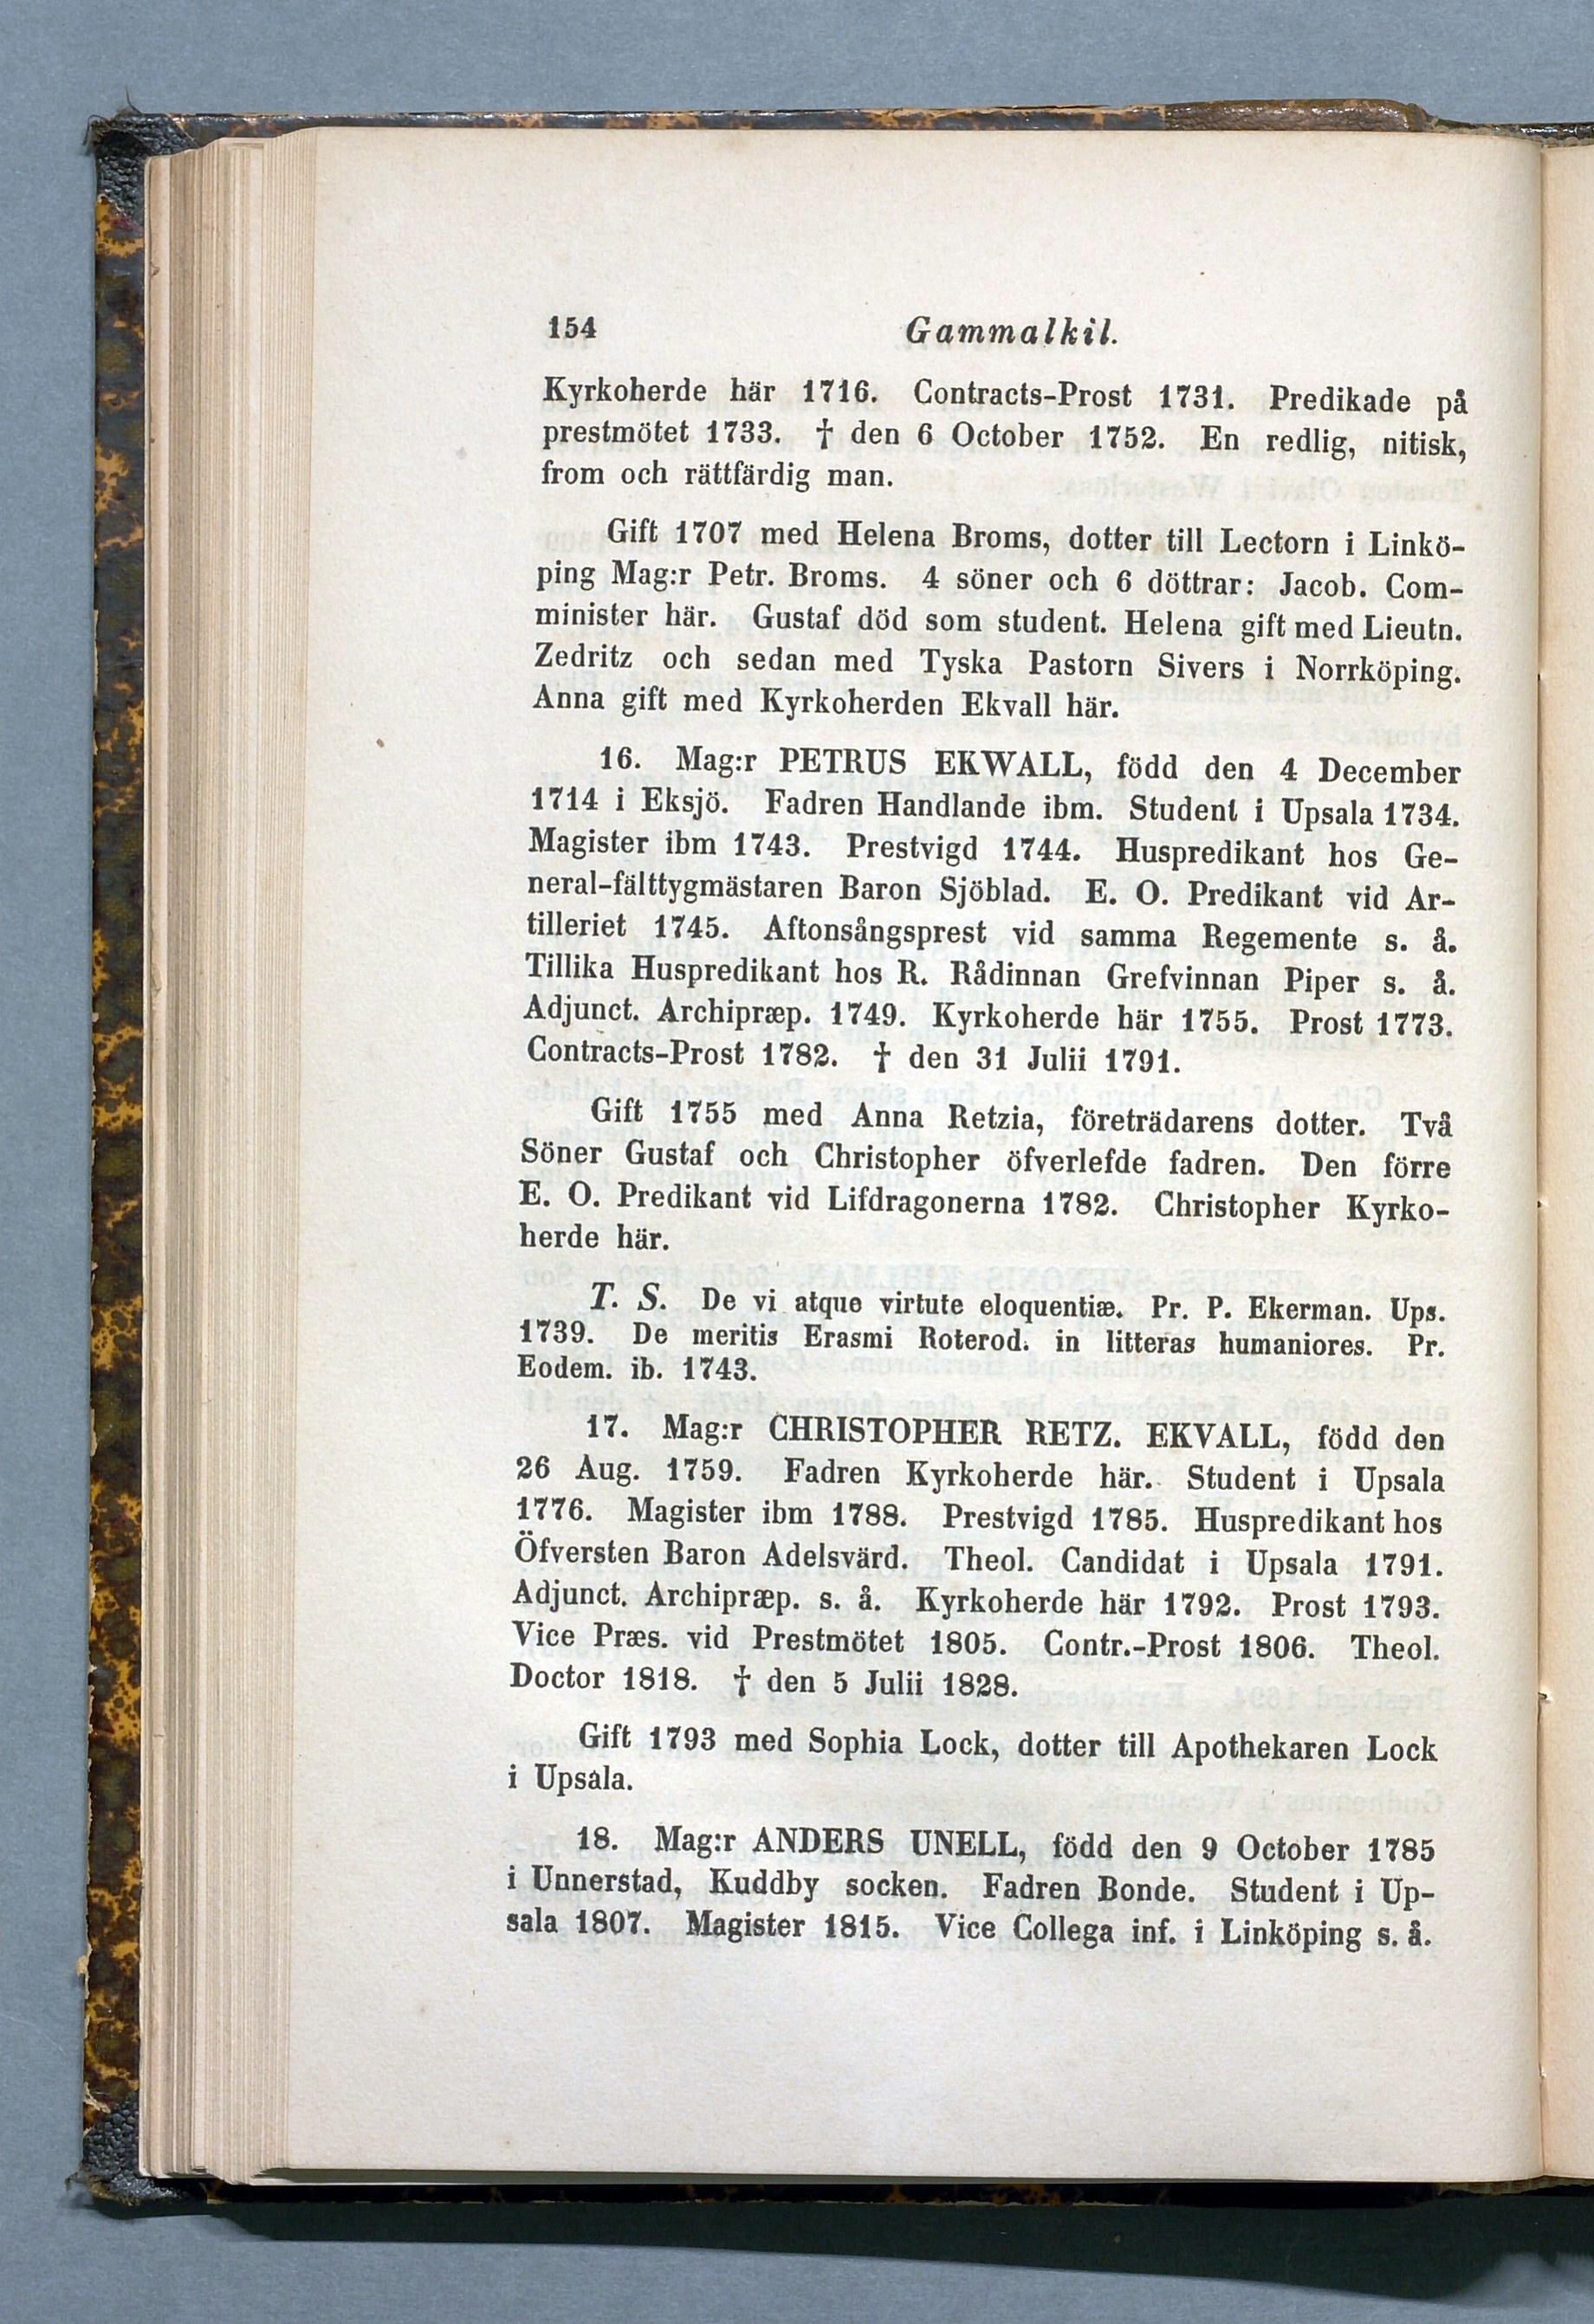 154 Gammalkil.
Kyrkoherde här 1716. Contracts-Prost 1731. Predikade på
prestmötet 1733. † den 6 October 1752. En redlig, nitisk,
from och rättfärdig man.
Gift 1707 med Helena Broms, dotter till Lectorn i Linkö-
ping Mag:r Petr. Broms. 4 söner och 6 döttrar: Jacob. Com-
minister här. Gustaf död som student. Helena gift med Lieutn.
Zedritz och sedan med Tyska Pastorn Sivers i Norrköping.
Anna gift med Kyrkoherden Ekvall här.
16. Mag:r PETRUS EKWALL, född den 4 December
1714 i Eksjö. Fadren Handlande ibm. Student i Upsala 1734.
Magister ibm 1743. Prestvigd 1744. Huspredikant hos Ge-
neral-fälttygmästaren Baron Sjöblad. E. O. Predikant vid Ar-
tilleriet 1745. Aftonsångsprest vid samma Regemente s. å.
Tillika Huspredikant hos R. Rådinnan Grefvinnan Piper s. å.
Adjunct. Archipræp. 1749. Kyrkoherde här 1755. Prost 1773.
Contracts-Prost 1782. † den 31 Julii 1791.
Gift 1755 med Anna Retzia, företrädarens dotter. Två
Söner Gustaf och Christopher öfverlefde fadren. Den förre
E. O. Predikant vid Lifdragonerna 1782. Christopher Kyrko-
herde här.
T. S. De vi atque virtute eloquentiæ. Pr. P. Ekerman. Ups.
1739. De meritis Erasmi Roterod. in litteras humaniores. Pr.
Eodem. ib. 1743.
17. Mag:r CHRISTOPHER RETZ. EKVALL, född den
26 Aug. 1759. Fadren Kyrkoherde här. Student i Upsala
1776. Magister ibm 1788. Prestvigd 1785. Huspredikant hos
Öfversten Baron Adelsvärd. Theol. Candidat i Upsala 1791.
Adjunct. Archipræp. s. å. Kyrkoherde här 1792. Prost 1793.
Vice Præs. vid Prestmötet 1805. Contr.-Prost 1806. Theol.
Doctor 1818. † den 5 Julii 1828.
Gift 1793 med Sophia Lock, dotter till Apothekaren Lock
i Upsala.
18. Mag:r ANDERS UNELL, född den 9 October 1785
i Unnerstad, Kuddby socken. Fadren Bonde. Student i Up-
sala 1807. Magister 1815. Vice Collega inf. i Linköping s. å.